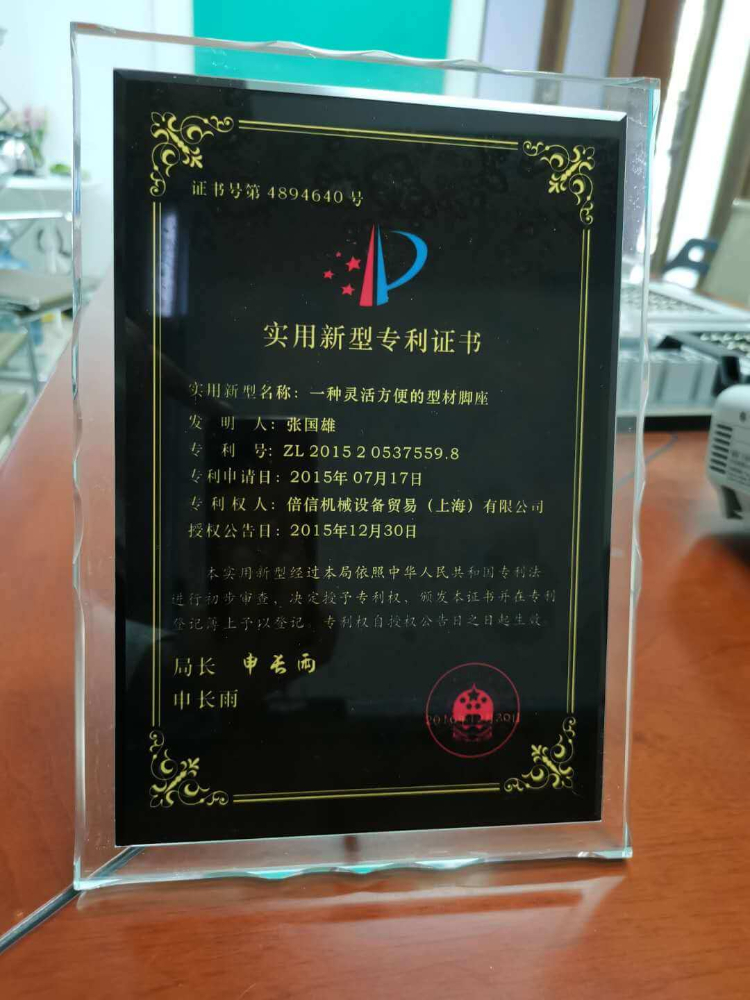 证书号第 4894640 号
实用新型专利证书
实用新型名称：一种灵活方便的型材脚座
发 明 人：张国雄
专 利 号：ZL 2015 2 0537559.8
专利申请日：2015年07月17日
专 利 权 人：倍信机械设备贸易（上海）有限公司
授权公告日：2015年12月30日
本实用新型经过本局依照中华人民共和国专利法
进行初步审查，决定授予专利权，颁发本证书并在专利
登记簿上予以登记。专利权自授权公告日之日起生效。
局长 申长雨
申长雨